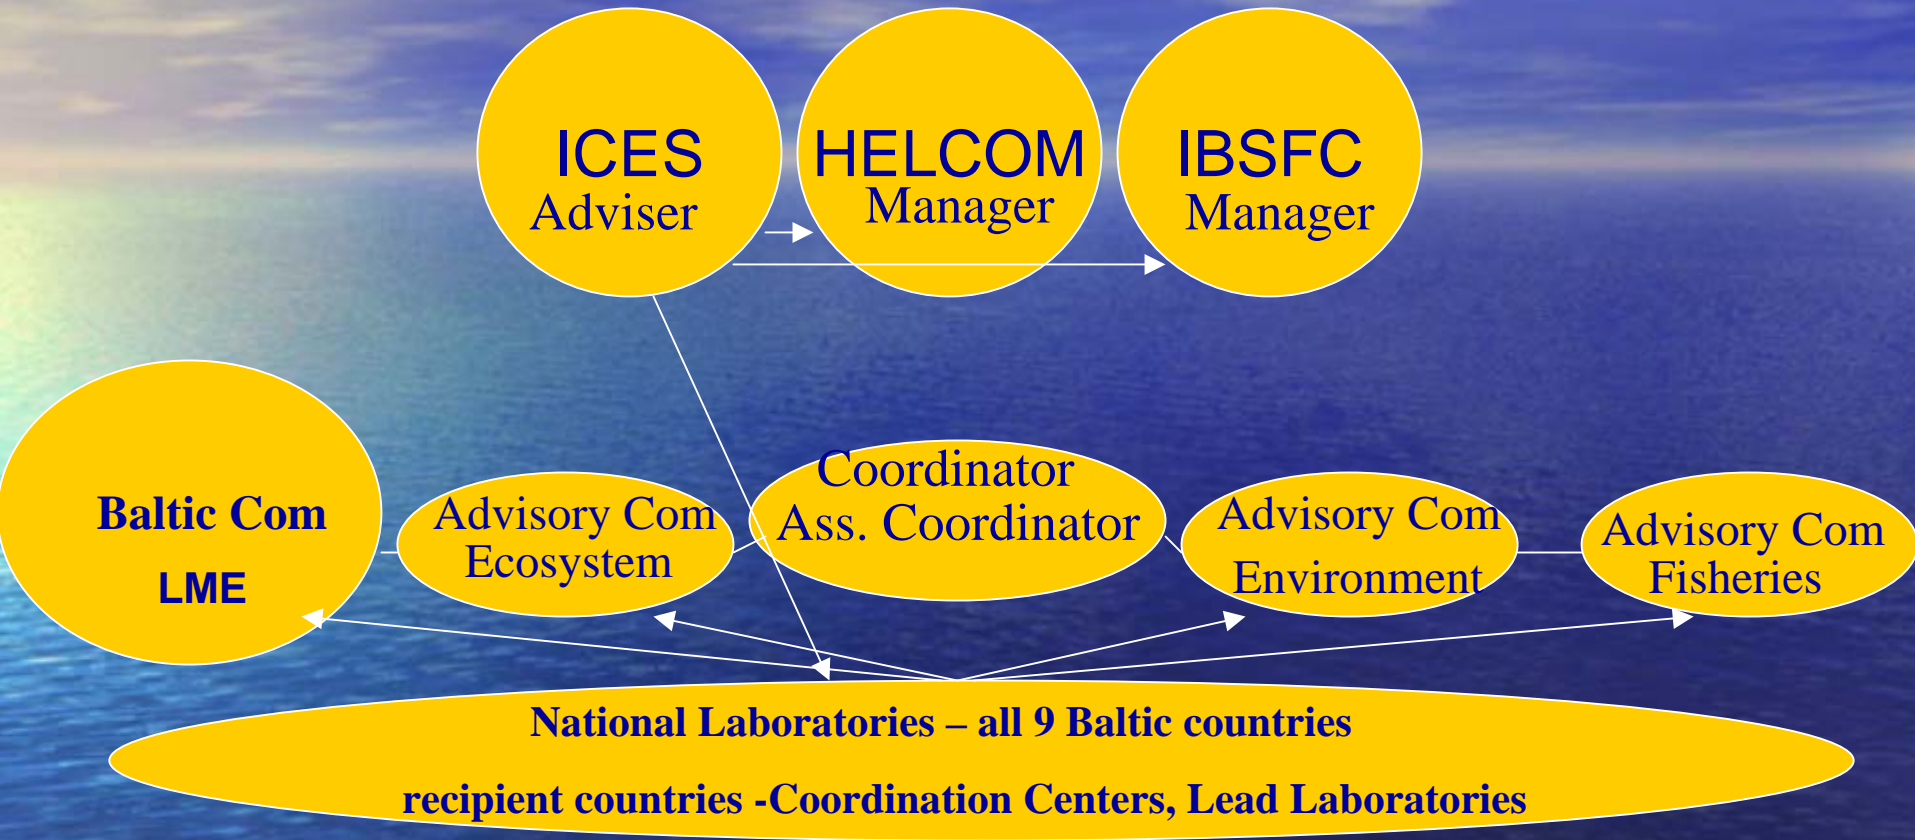 ICES
Adviser
HELCOM
Manager
IBSFC
Manager
Baltic Com
LME
Advisory Com
Ecosystem
Coordinator
Ass. Coordinator
Advisory Com
Environment
Advisory Com
Fisheries
National Laboratories – all 9 Baltic countries
recipient countries -Coordination Centers, Lead Laboratories